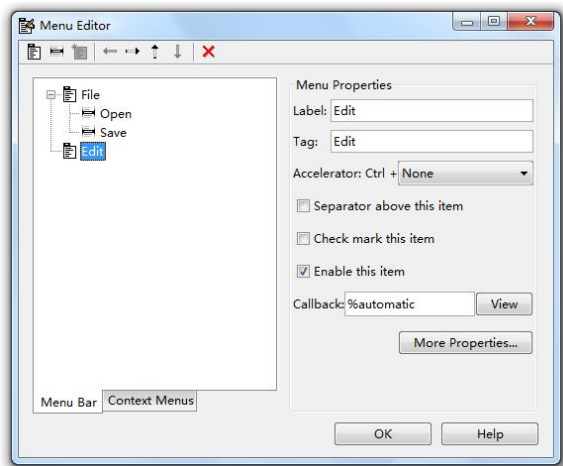 Menu Editor
File
Open
Save
Edit
Menu Bar
Context Menus
Menu Properties
Label: Edit
Tag: Edit
Accelerator: Ctrl + None
Separator above this item
Check mark this item
Enable this item
Callback: %automatic View
More Properties...
OK
Help